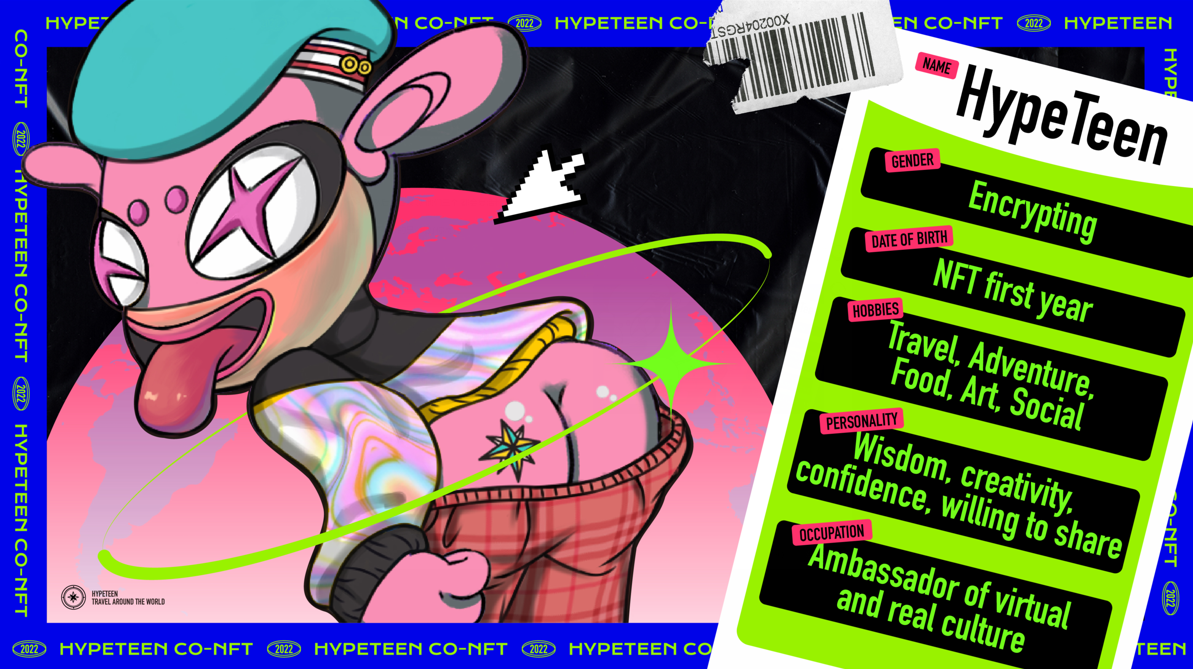 HYPETEEN CO-NFT
2022
HYPETEEN CO-NFT
2022
HYPETEEN
X00204RGST
CO-NFT
2022
HYPETEEN CO-NFT
2022
HYPETEEN CO-NFT
NAME
HypeTeen
GENDER
Encrypting
DATE OF BIRTH
NFT first year
HOBBIES
Travel, Adventure,
Food, Art, Social
PERSONALITY
Wisdom, creativity,
confidence, willing to share
OCCUPATION
Ambassador of virtual
and real culture
HYPETEEN
TRAVEL AROUND THE WORLD
CO-NFT
2022
2022
HYPETEEN CO-NFT
2022
HYPETEEN CO-NFT
2022
HYPETEEN CO